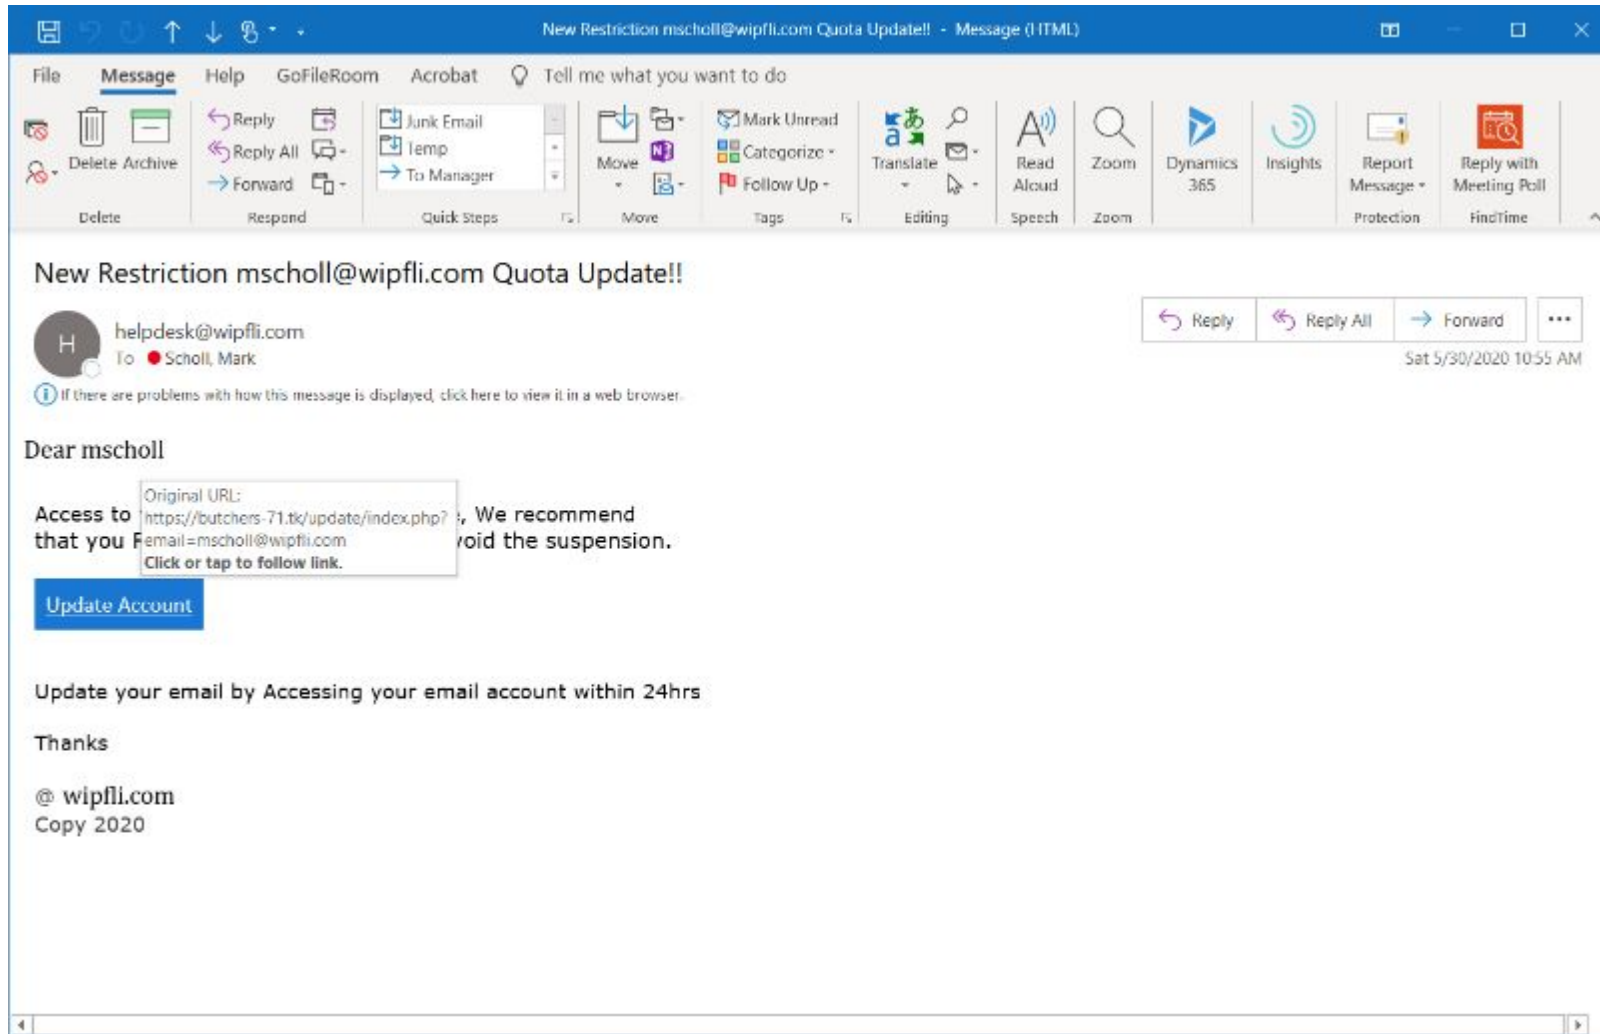 New Restriction mscholl@wipfli.com Quota Update!! - Message (HTML)
File Message Help GoFileRoom Acrobat Tell me what you want to do
Delete Archive
Reply
Reply All
Forward
Junk Email
Temp
To Manager
Move
Mark Unread
Categorize
Follow Up
Translate
Read Aloud
Zoom
Dynamics 365
Insights
Report Message
Reply with Meeting Poll
Delete Respond Quick Steps Move Tags Editing Speech Zoom Protection FindTime
New Restriction mscholl@wipfli.com Quota Update!!
Reply Reply All Forward
H
helpdesk@wipfli.com
To Scholl, Mark
Sat 5/30/2020 10:55 AM
If there are problems with how this message is displayed, click here to view it in a web browser.
Dear mscholl
Original URL:
https://butchers-71.tk/update/index.php?
email=mscholl@wipfli.com
Click or tap to follow link.
Access to , We recommend
that you void the suspension.
Update Account
Update your email by Accessing your email account within 24hrs
Thanks
@ wipfli.com
Copy 2020